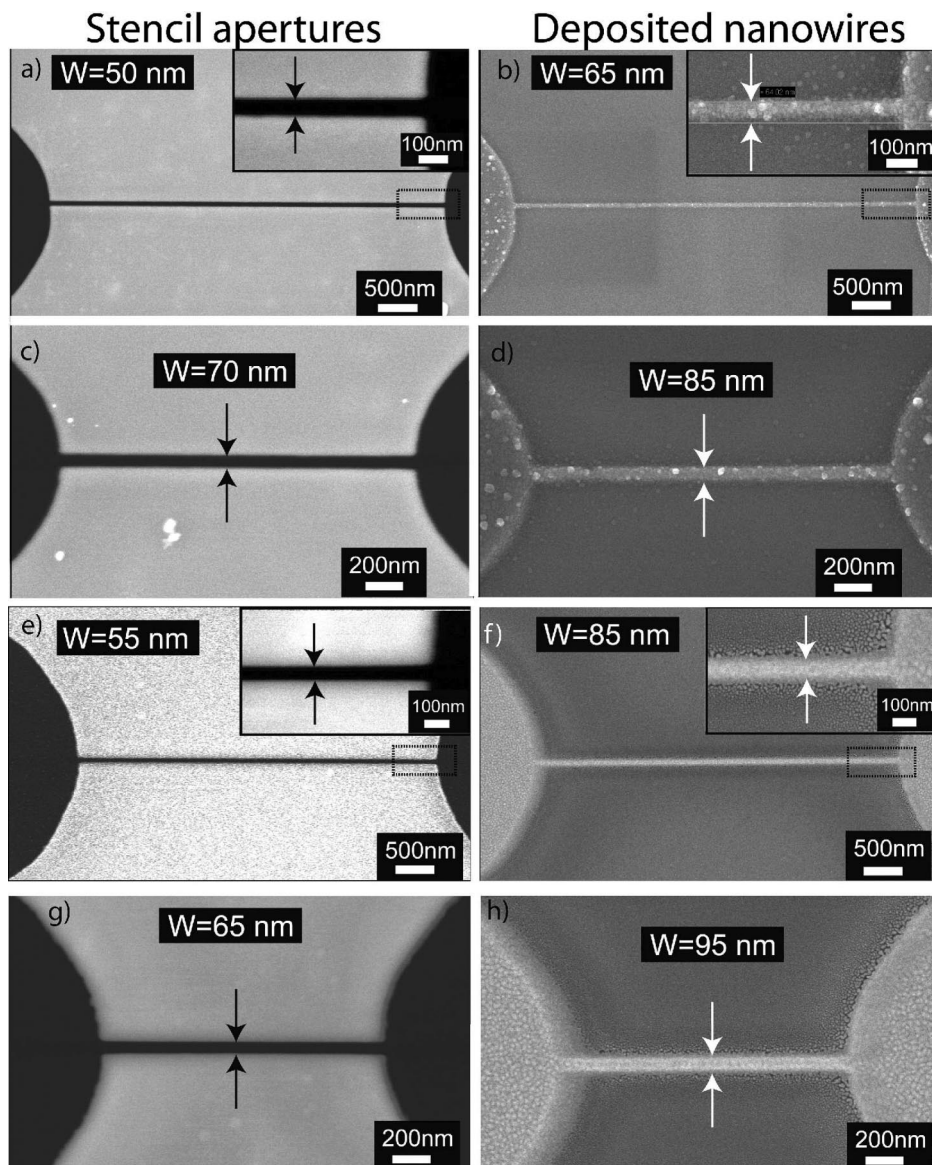 Stencil apertures
Deposited nanowires
a)
W=50 nm
100nm
500nm
b)
W=65 nm
100nm
500nm
c)
W=70 nm
200nm
d)
W=85 nm
200nm
e)
W=55 nm
100nm
500nm
f)
W=85 nm
100nm
500nm
g)
W=65 nm
200nm
h)
W=95 nm
200nm